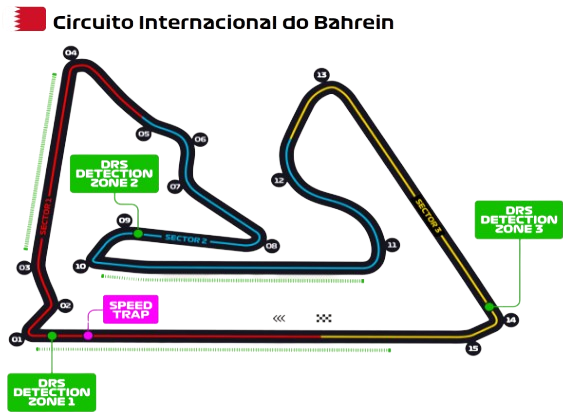 Circuito Internacional do Bahrein
04
13
05
06
DRS
DETECTION
ZONE 2
07
12
SECTOR 1
SECTOR 3
DRS
DETECTION
ZONE 3
09
SECTOR 2
08
11
10
03
02
SPEED
TRAP
01
14
15
DRS
DETECTION
ZONE 1